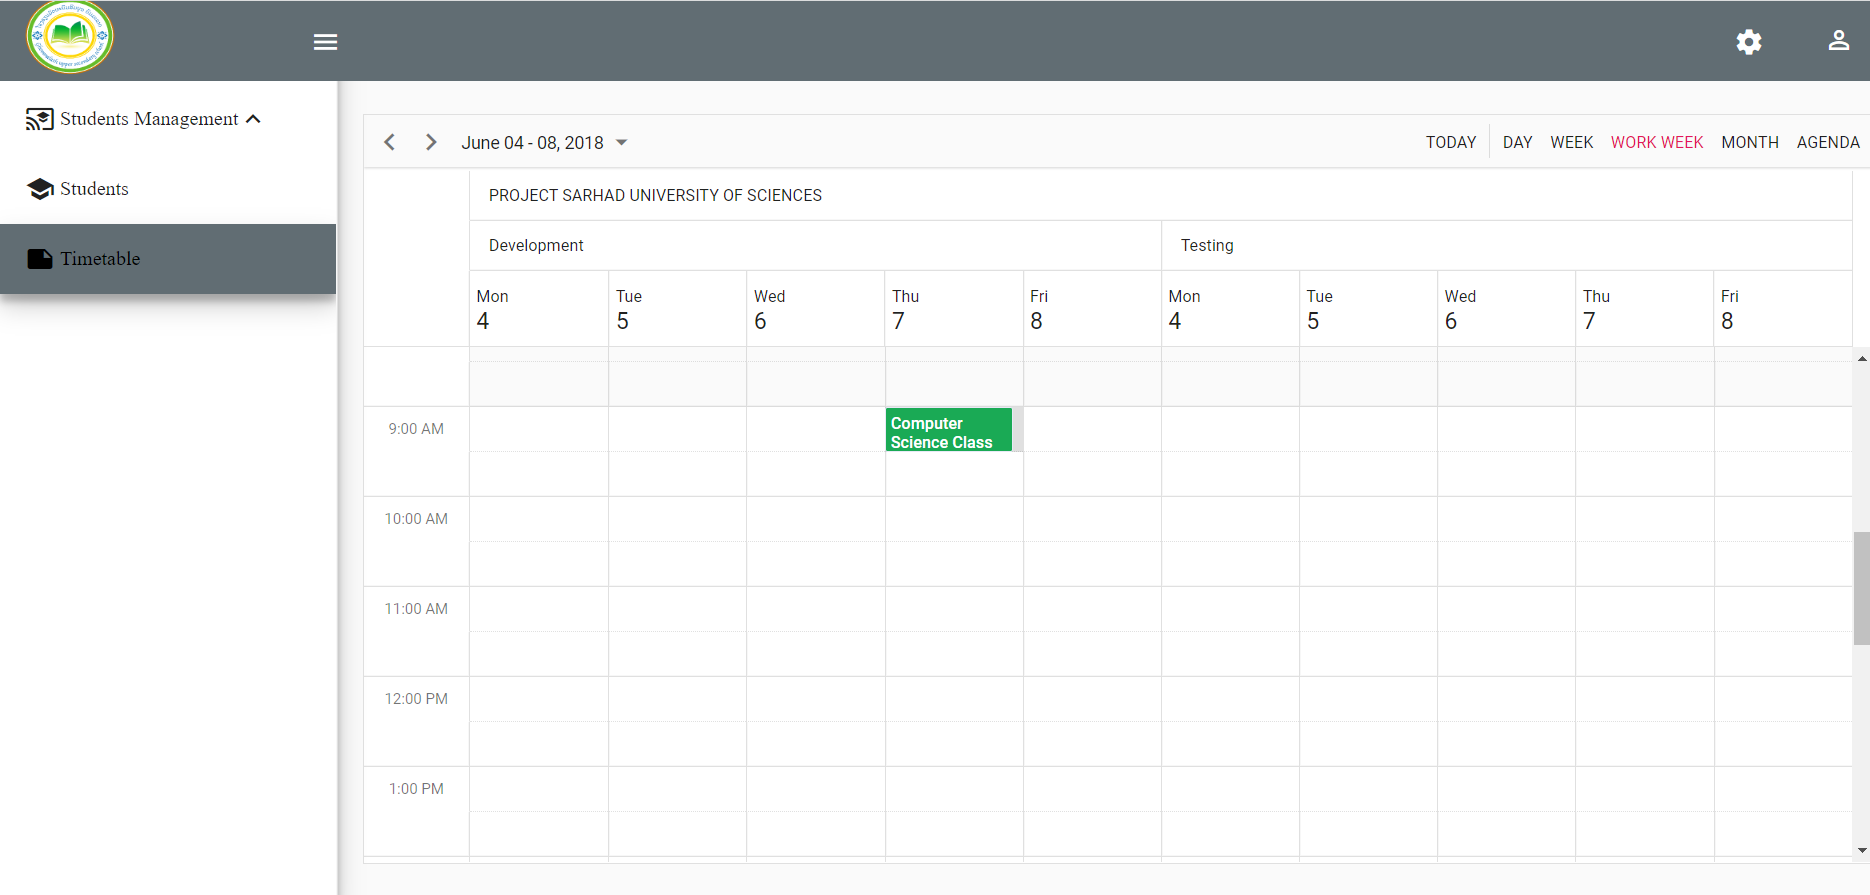 Students Management
Students
Timetable
June 04 - 08, 2018
TODAY DAY WEEK WORK WEEK MONTH AGENDA
PROJECT SARHAD UNIVERSITY OF SCIENCES
Development Testing
Mon Tue Wed Thu Fri Mon Tue Wed Thu Fri
4 5 6 7 8 4 5 6 7 8
9:00 AM
Computer
Science Class
10:00 AM
11:00 AM
12:00 PM
1:00 PM